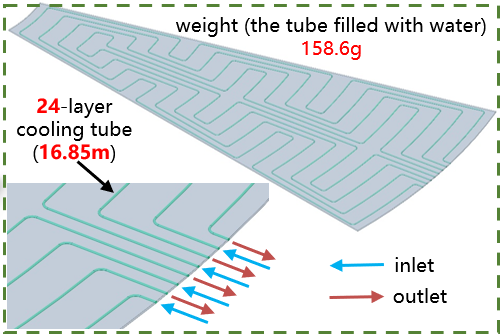 weight (the tube filled with water)
158.6g
24-layer
cooling tube
(16.85m)
inlet
outlet